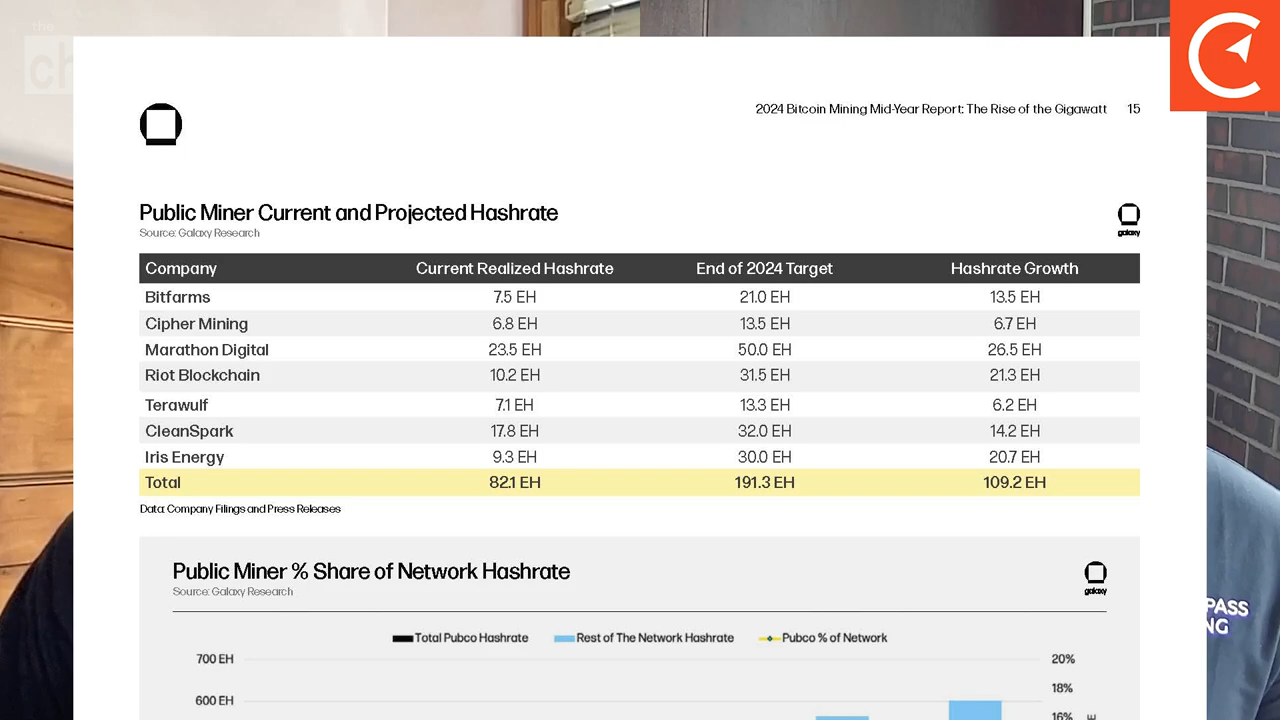 the
ch
2024 Bitcoin Mining Mid-Year Report: The Rise of the Gigawatt 15
Public Miner Current and Projected Hashrate
Source: Galaxy Research
galaxy
Company Current Realized Hashrate End of 2024 Target Hashrate Growth
Bitfarms 7.5 EH 21.0 EH 13.5 EH
Cipher Mining 6.8 EH 13.5 EH 6.7 EH
Marathon Digital 23.5 EH 50.0 EH 26.5 EH
Riot Blockchain 10.2 EH 31.5 EH 21.3 EH
Terawulf 7.1 EH 13.3 EH 6.2 EH
CleanSpark 17.8 EH 32.0 EH 14.2 EH
Iris Energy 9.3 EH 30.0 EH 20.7 EH
Total 82.1 EH 191.3 EH 109.2 EH
Data: Company Filings and Press Releases
Public Miner % Share of Network Hashrate
Source: Galaxy Research
galaxy
Total Pubco Hashrate Rest of The Network Hashrate Pubco % of Network
700 EH 20%
18%
600 EH
16%
PASS
NG